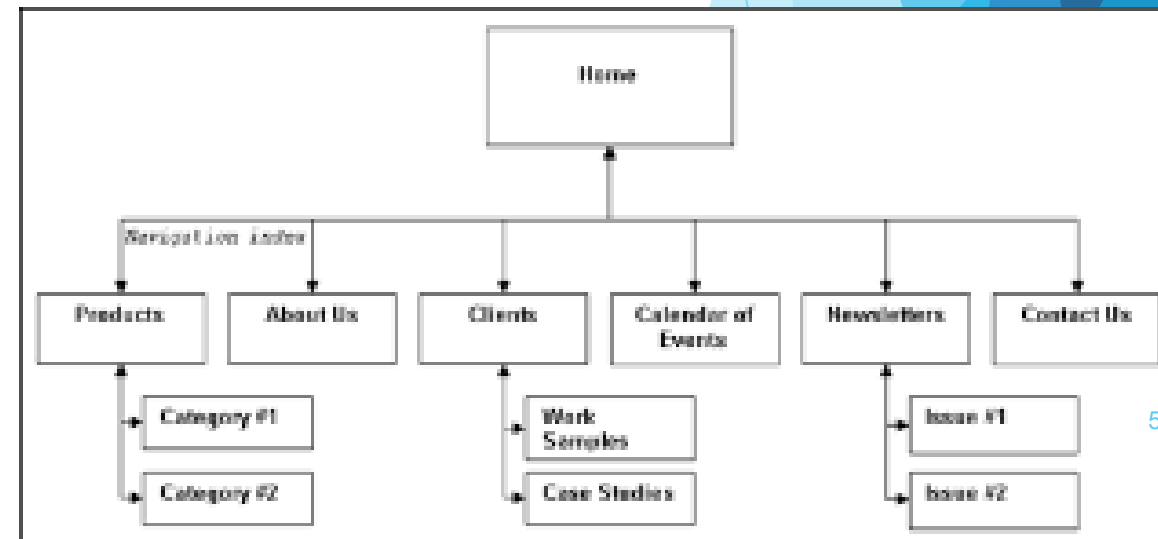 Home
Navigation index
Products
About Us
Clients
Calendar of
Events
Newsletters
Contact Us
Category #1
Work
Samples
Issue #1
5
Category #2
Case Studies
Issue #2